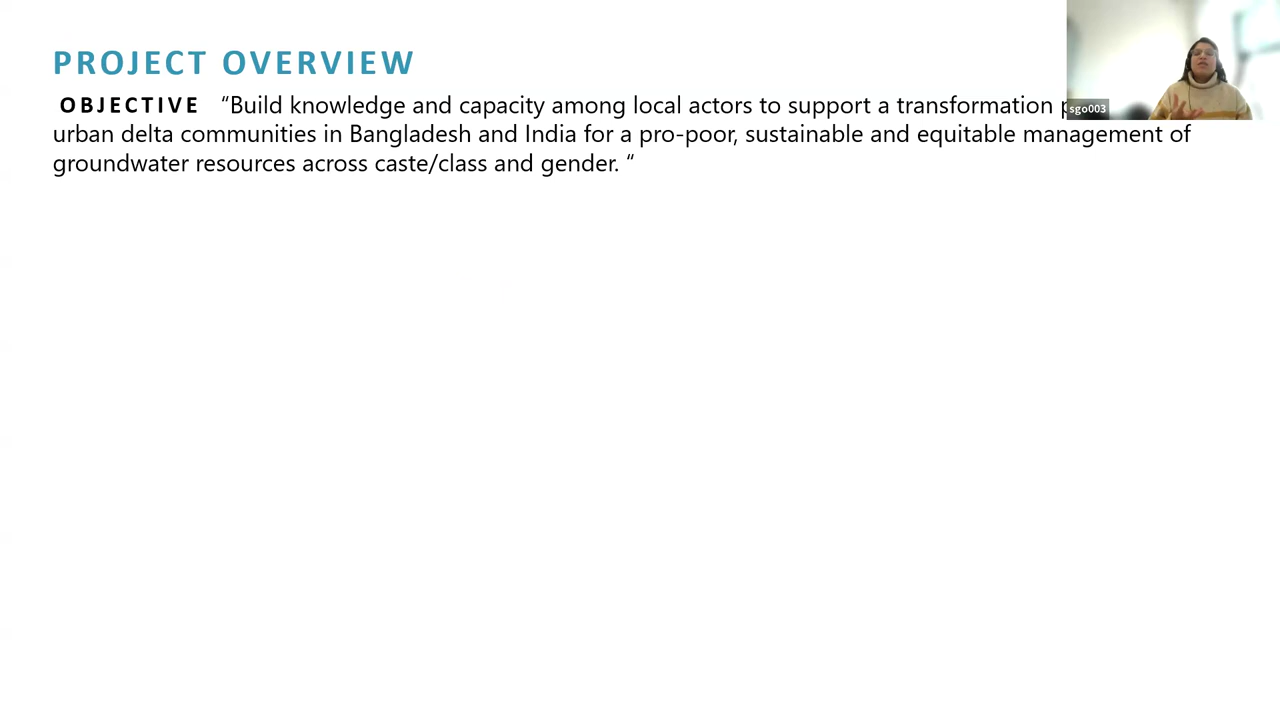 PROJECT OVERVIEW
OBJECTIVE “Build knowledge and capacity among local actors to support a transformation
sgo003
urban delta communities in Bangladesh and India for a pro-poor, sustainable and equitable management of
groundwater resources across caste/class and gender. “